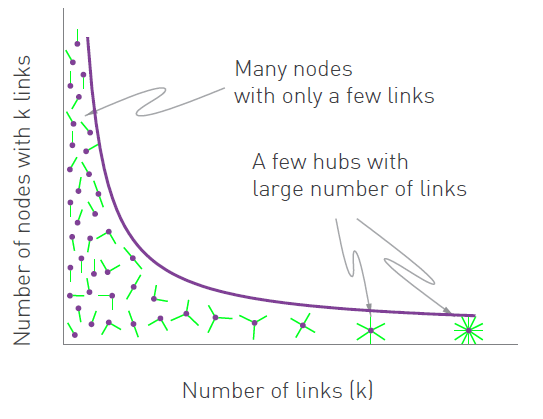 Number of nodes with k links
Many nodes
with only a few links
A few hubs with
large number of links
Number of links (k)